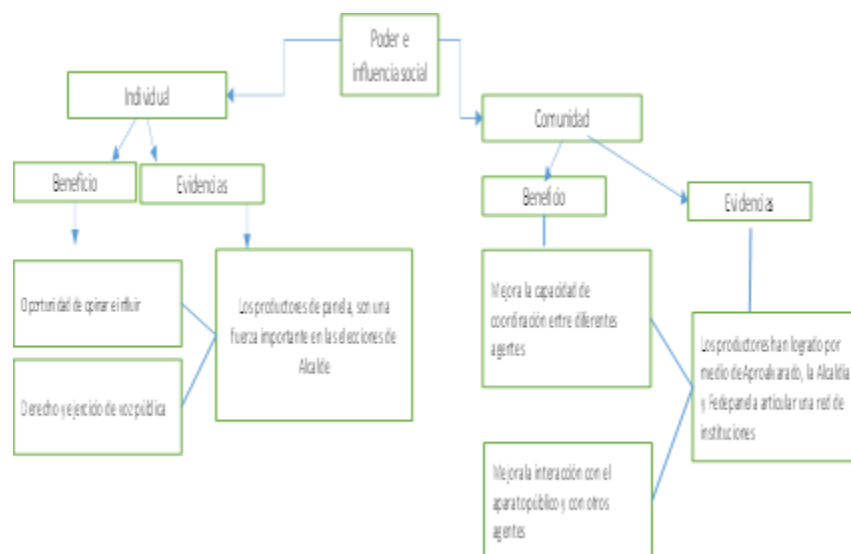 Poder e
influencia social
Individual
Comunidad
Beneficio
Evidencias
Beneficio
Evidencias
Oportunidad de opinar e influir
Los productores de panela, son una
fuerza importante en las elecciones de
Alcalde
Derecho y ejercicio de voz pública
Mejora la capacidad de
coordinación entre diferentes
agentes
Los productores han logrado por
medio de Aproalvarado, la Alcaldía
y Fedepanela articular una red de
instituciones
Mejora la interacción con el
aparato público y con otros
agentes